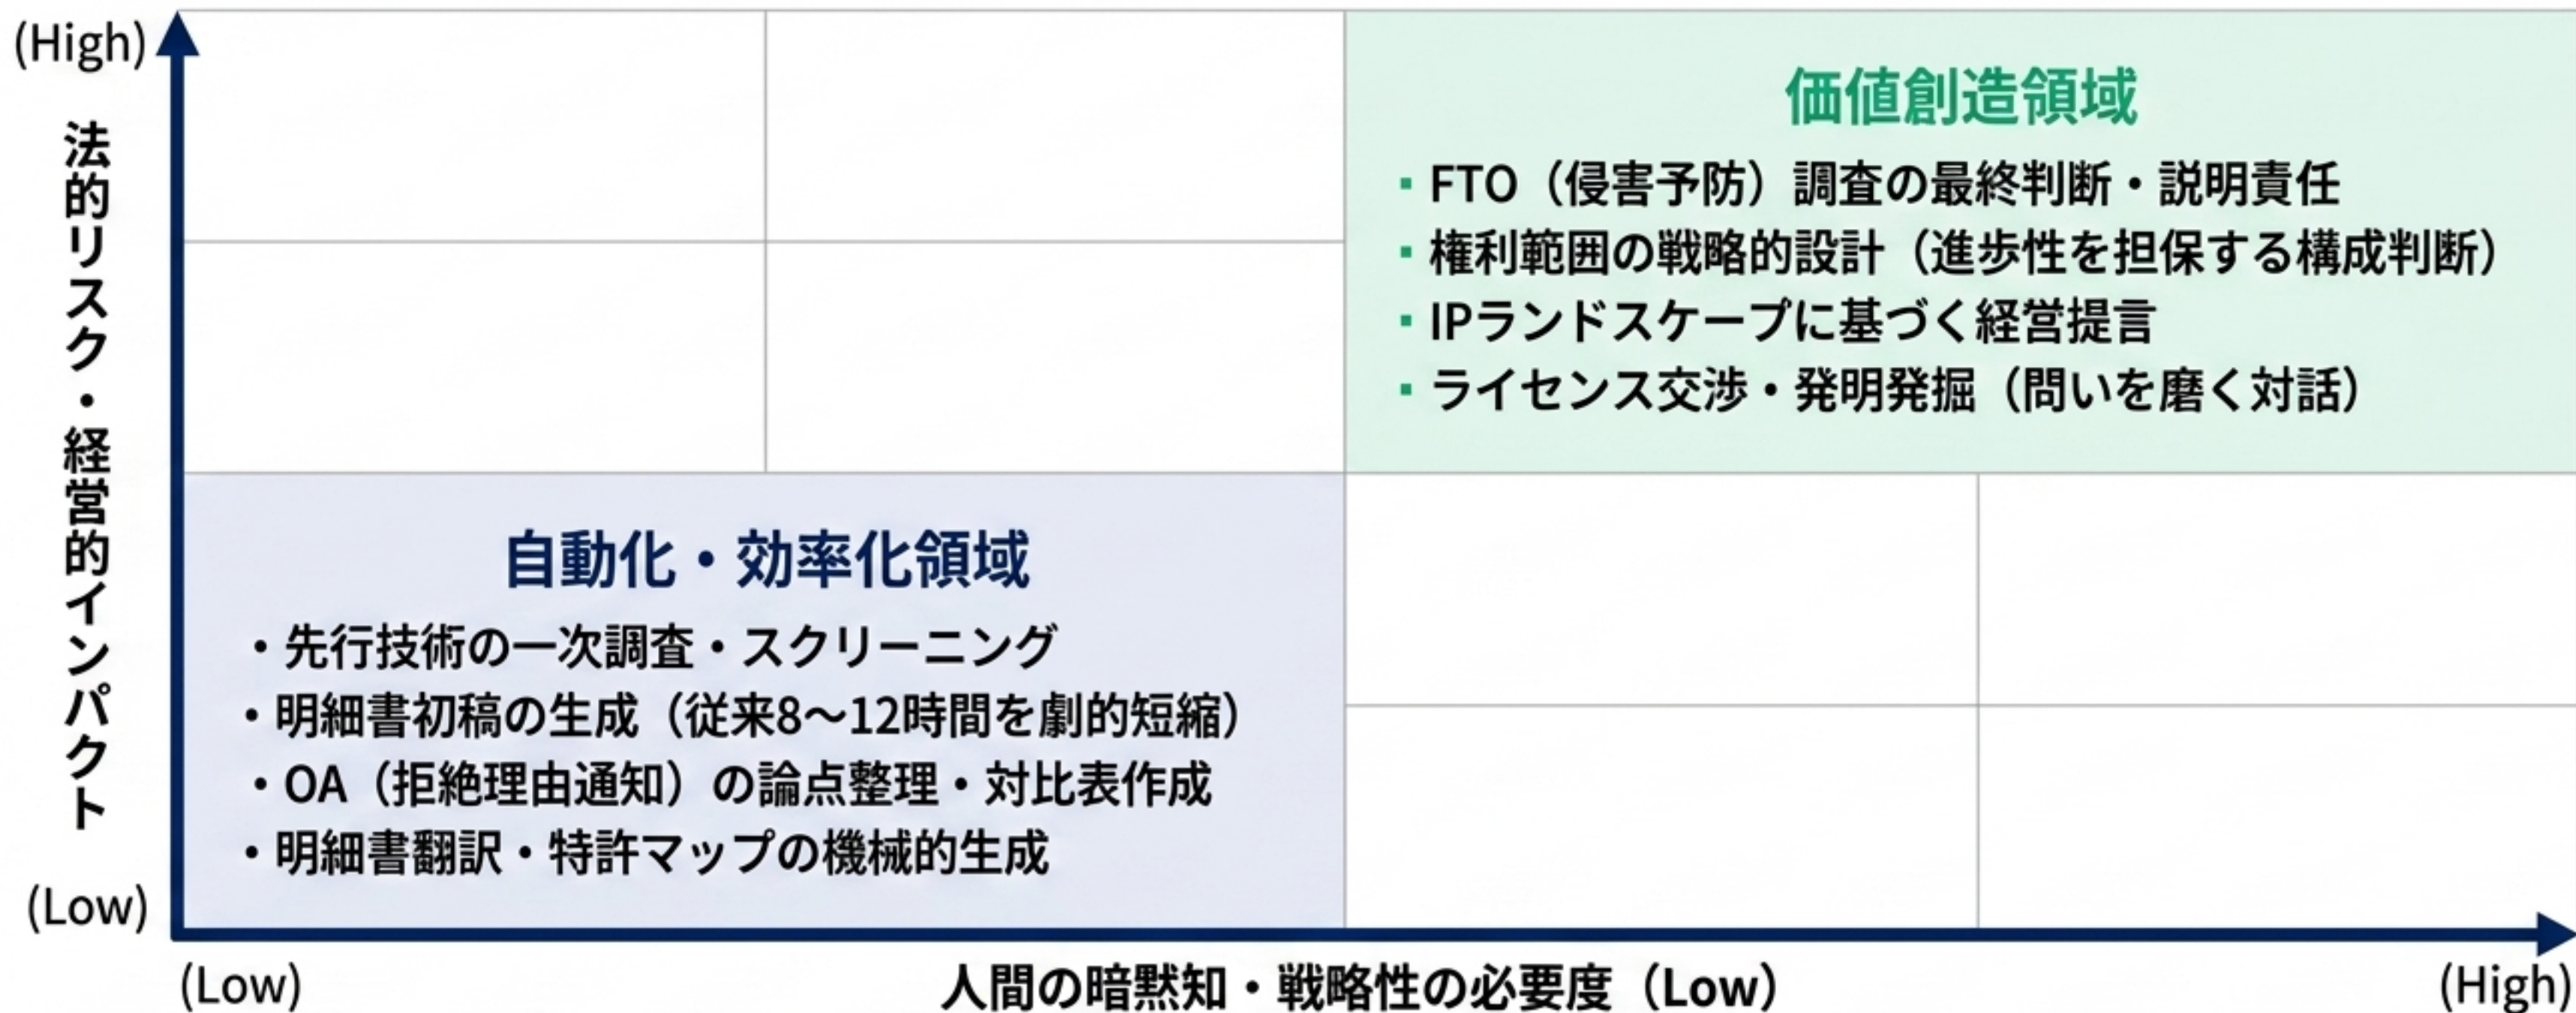 (High)
法的リスク・経営的インパクト
(Low)
価値創造領域
▪ FTO（侵害予防）調査の最終判断・説明責任
▪ 権利範囲の戦略的設計（進歩性を担保する構成判断）
▪ IPランドスケープに基づく経営提言
▪ ライセンス交渉・発明発掘（問いを磨く対話）
自動化・効率化領域
・先行技術の一次調査・スクリーニング
・明細書初稿の生成（従来8〜12時間を劇的短縮）
・OA（拒絶理由通知）の論点整理・対比表作成
・明細書翻訳・特許マップの機械的生成
(Low)
人間の暗黙知・戦略性の必要度（Low）
(High)